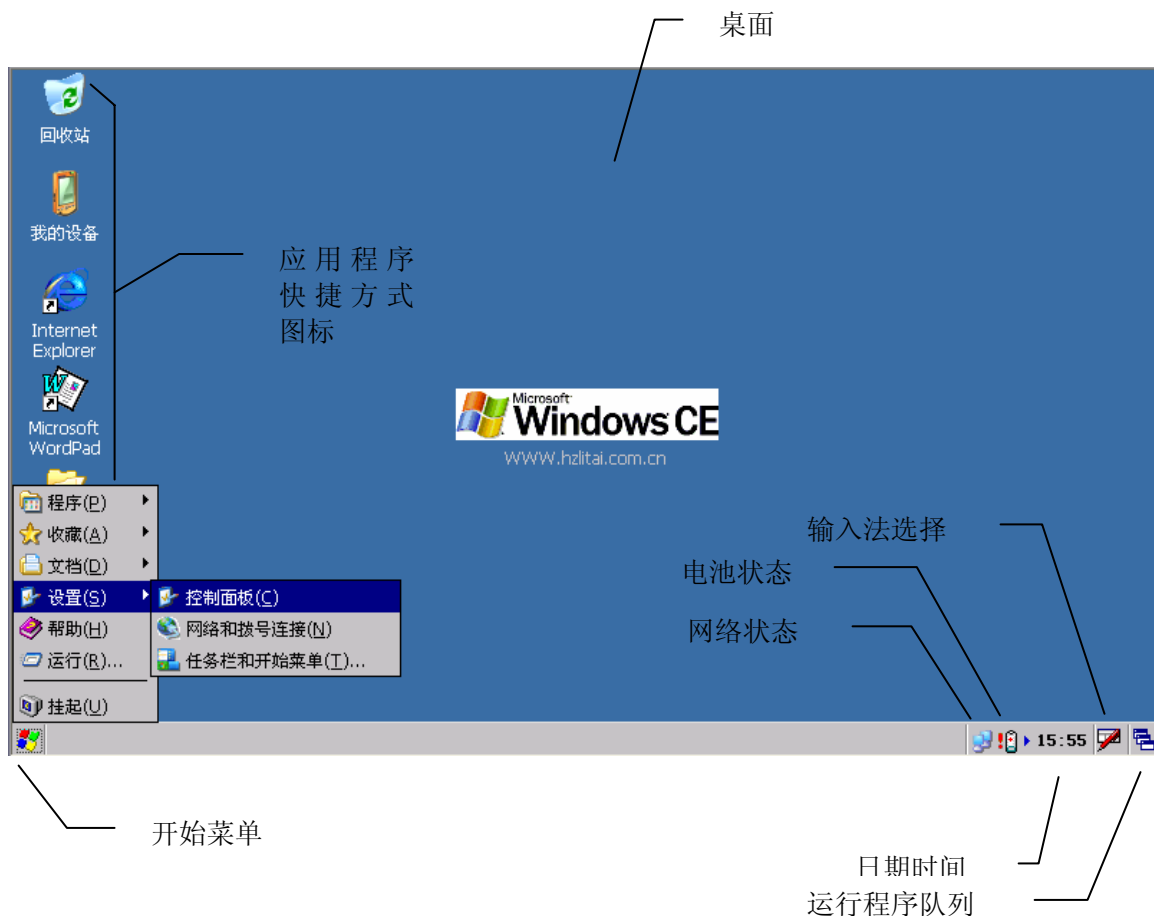 桌面
回收站
我的设备
应用程序
快捷方式
图标
Internet
Explorer
Microsoft
WordPad
Microsoft
Windows CE
WWW.hzlitai.com.cn
程序(P)
收藏(A)
文档(D)
设置(S)
帮助(H)
运行(R)...
挂起(U)
控制面板(C)
网络和拨号连接(N)
任务栏和开始菜单(T)...
输入法选择
电池状态
网络状态
15:55
开始菜单
日期时间
运行程序队列